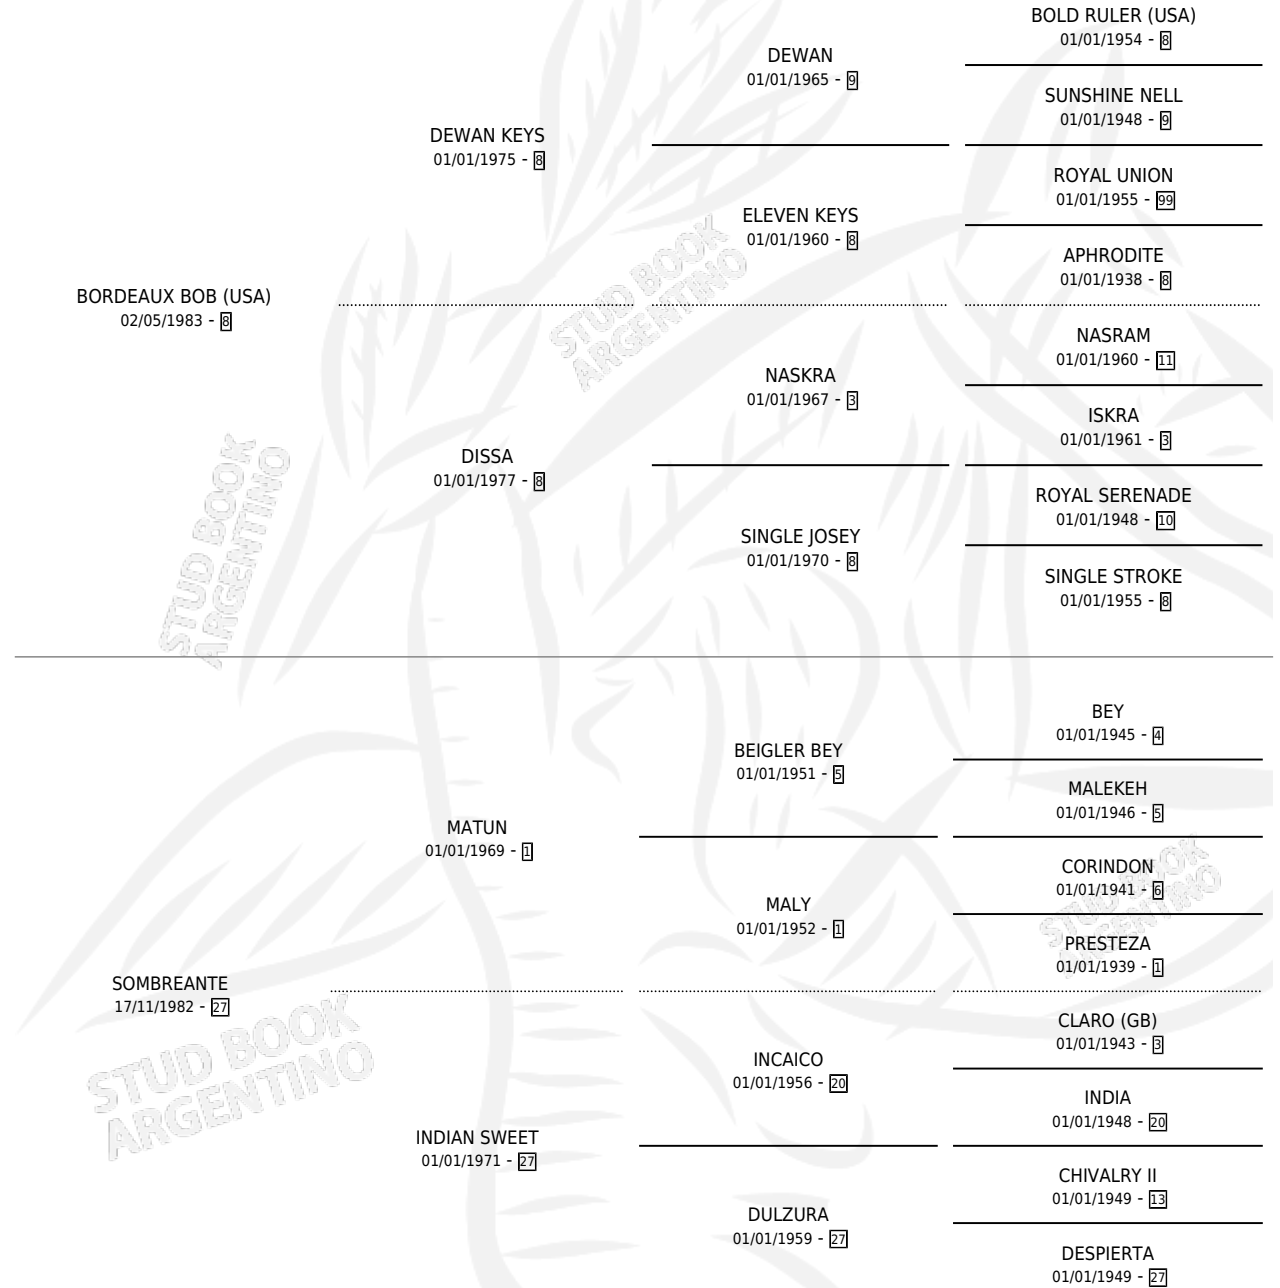 BOLD RULER (USA)
01/01/1954 - 8
DEWAN
01/01/1965 - 9
SUNSHINE NELL
01/01/1948 - 9
DEWAN KEYS
01/01/1975 - 8
ROYAL UNION
01/01/1955 - 99
ELEVEN KEYS
01/01/1960 - 8
APHRODITE
01/01/1938 - 8
BORDEAUX BOB (USA)
02/05/1983 - 8
STUD BOOK
ARGENTINO
NASRAM
01/01/1960 - 11
NASKRA
01/01/1967 - 3
ISKRA
01/01/1961 - 3
DISSA
01/01/1977 - 8
STUD BOOK
ARGENTINO
ROYAL SERENADE
01/01/1948 - 10
SINGLE JOSEY
01/01/1970 - 8
SINGLE STROKE
01/01/1955 - 8
BEY
01/01/1945 - 4
BEIGLER BEY
01/01/1951 - 5
MALEKEH
01/01/1946 - 5
MATUN
01/01/1969 - 1
CORINDON
01/01/1941 - 6
STUD BOOK
ARGENTINO
MALY
01/01/1952 - 1
PRESTEZA
01/01/1939 - 1
SOMBREANTE
17/11/1982 - 27
STUD BOOK
ARGENTINO
CLARO (GB)
01/01/1943 - 3
INCAICO
01/01/1956 - 20
INDIA
01/01/1948 - 20
INDIAN SWEET
01/01/1971 - 27
CHIVALRY II
01/01/1949 - 13
DULZURA
01/01/1959 - 27
DESPIERTA
01/01/1949 - 27